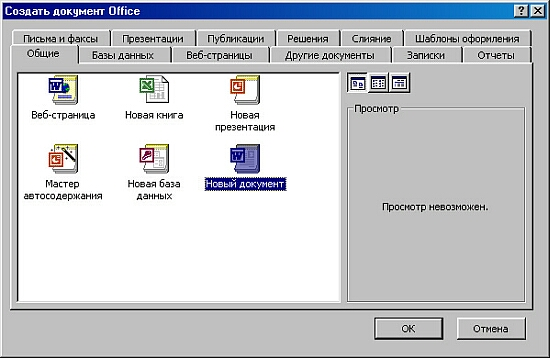 Создать документ Office
Письма и факсы Презентации Публикации Решения Слияние Шаблоны оформления
Общие Базы данных Веб-страницы Другие документы Записки Отчеты
Веб-страница Новая книга Новая
презентация
Мастер
автосодержания Новая база
данных Новый документ
Просмотр
Просмотр невозможен.
OK Отмена